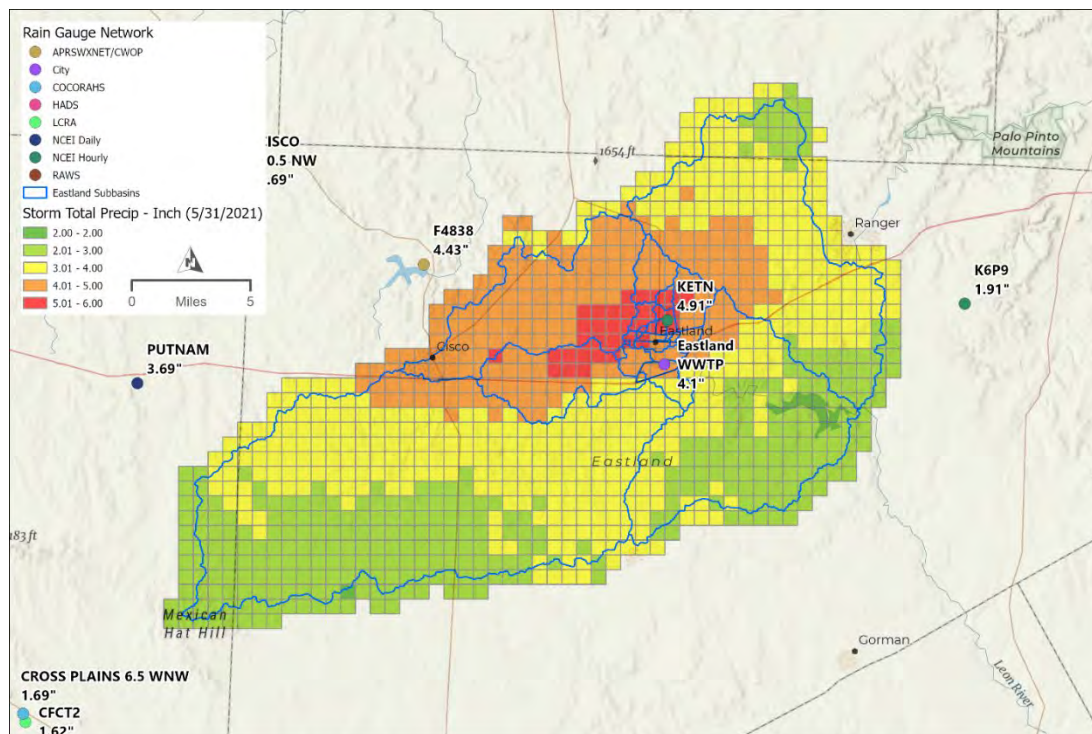 Rain Gauge Network
APRSWXNET/CWOP
City
COCORAHS
HADS
LCRA
NCEI Daily
NCEI Hourly
RAWS
Eastland Subbasins
Storm Total Precip - Inch (5/31/2021)
2.00 - 2.00
2.01 - 3.00
3.01 - 4.00
4.01 - 5.00
5.01 - 6.00
N
0
5
Miles
CISCO
0.5 NW
.69"
1654 ft
Palo Pinto
Mountains
Ranger
F4838
4.43"
K6P9
1.91"
KETN
4.91"
Eastland
Eastland
WWTP
4.1"
Cisco
PUTNAM
3.69"
Eastland
183 ft
Mexican
Hat Hill
Gorman
Leon River
CROSS PLAINS 6.5 WNW
1.69"
CFCT2
1.62"